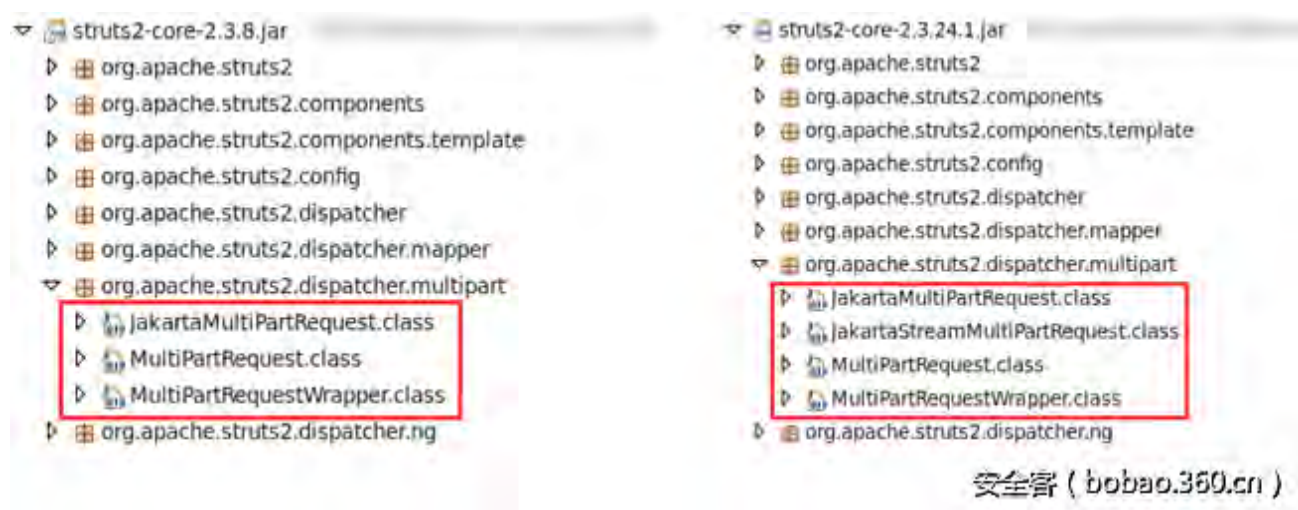 struts2-core-2.3.8.jar
org.apache.struts2
org.apache.struts2.components
org.apache.struts2.components.template
org.apache.struts2.config
org.apache.struts2.dispatcher
org.apache.struts2.dispatcher.mapper
org.apache.struts2.dispatcher.multipart
JakartaMultiPartRequest.class
MultiPartRequest.class
MultiPartRequestWrapper.class
org.apache.struts2.dispatcher.ng
struts2-core-2.3.24.1.jar
org.apache.struts2
org.apache.struts2.components
org.apache.struts2.components.template
org.apache.struts2.config
org.apache.struts2.dispatcher
org.apache.struts2.dispatcher.mapper
org.apache.struts2.dispatcher.multipart
JakartaMultiPartRequest.class
JakartaStreamMultiPartRequest.class
MultiPartRequest.class
MultiPartRequestWrapper.class
org.apache.struts2.dispatcher.ng
安全客 ( bobao.360.cn )